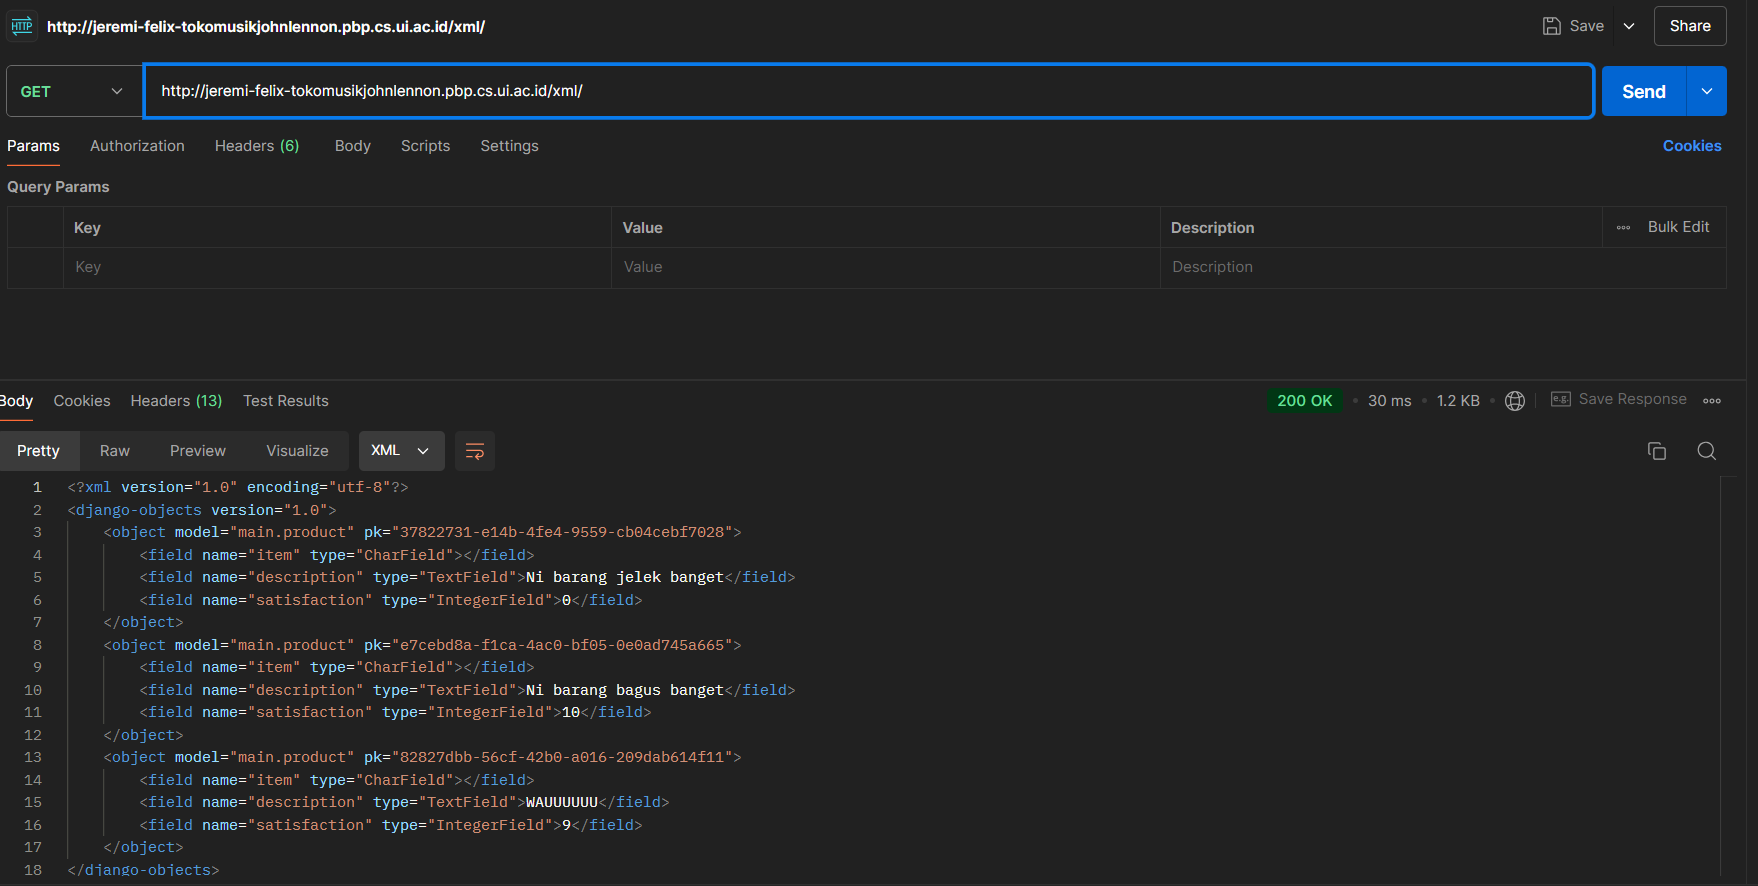 HTTP http://jeremi-felix-tokomusikjohnlennon.pbp.cs.ui.ac.id/xml/ Save Share
GET http://jeremi-felix-tokomusikjohnlennon.pbp.cs.ui.ac.id/xml/ Send
Params Authorization Headers (6) Body Scripts Settings Cookies
Query Params
Key Value Description Bulk Edit
Key Value Description
Body Cookies Headers (13) Test Results 200 OK 30 ms 1.2 KB e.g. Save Response
Pretty Raw Preview Visualize XML
1 <?xml version="1.0" encoding="utf-8"?>
2 <django-objects version="1.0">
3 <object model="main.product" pk="37822731-e14b-4fe4-9559-cb04cebf7028">
4 <field name="item" type="CharField"></field>
5 <field name="description" type="TextField">Ni barang jelek banget</field>
6 <field name="satisfaction" type="IntegerField">0</field>
7 </object>
8 <object model="main.product" pk="e7cebd8a-f1ca-4ac0-bf05-0e0ad745a665">
9 <field name="item" type="CharField"></field>
10 <field name="description" type="TextField">Ni barang bagus banget</field>
11 <field name="satisfaction" type="IntegerField">10</field>
12 </object>
13 <object model="main.product" pk="82827dbb-56cf-42b0-a016-209dab614f11">
14 <field name="item" type="CharField"></field>
15 <field name="description" type="TextField">WAUUUUUU</field>
16 <field name="satisfaction" type="IntegerField">9</field>
17 </object>
18 </django-objects>